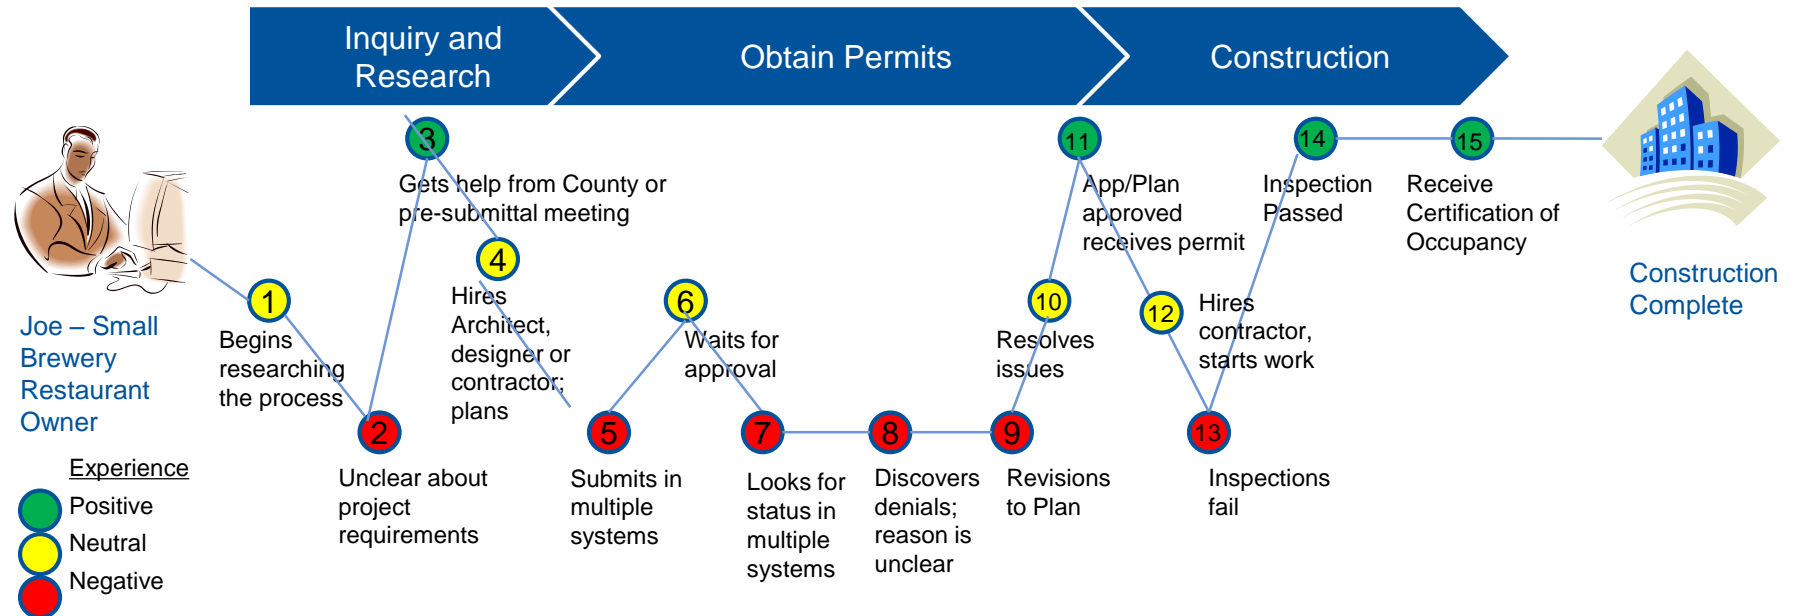 Inquiry and
Research
Obtain Permits
Construction
3
Gets help from County or
pre-submittal meeting
11
App/Plan
approved
receives permit
14
Inspection
Passed
15
Receive
Certification of
Occupancy
Construction
Complete
Joe – Small
Brewery
Restaurant
Owner
1
Begins
researching
the process
4
Hires
Architect,
designer or
contractor;
plans
6
Waits for
approval
10
Resolves
issues
12
Hires
contractor,
starts work
2
Unclear about
project
requirements
5
Submits in
multiple
systems
7
Looks for
status in
multiple
systems
8
Discovers
denials;
reason is
unclear
9
Revisions
to Plan
13
Inspections
fail
Experience
Positive
Neutral
Negative